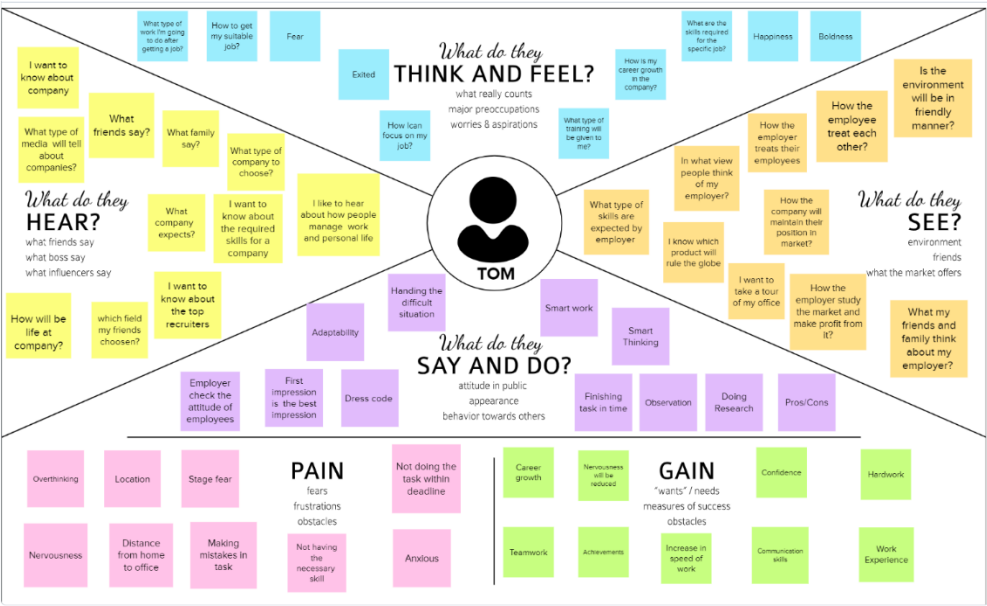 What type of
work I'm going
to do after
getting a job?
How to get
my suitable
job?
Fear
Exited
How Ican
focus on my
job?
What do they
THINK AND FEEL?
what really counts
major preoccupations
worries & aspirations
What are the
skills required
for the
specific job?
Happiness
Boldness
How is my
career growth
in the
company?
What type of
training will
be given to
me?
I want to
know about
company
What type of
media will tell
about
companies?
What
friends say?
What family
say?
What type of
company to
choose?
What
company
expects?
I want to
know about
the required
skills for a
company
I like to hear
about how people
manage work
and personal life
What do they
HEAR?
what friends say
what boss say
what influencers say
How will be
life at
company?
which field
my friends
choosen?
I want to
know about
the top
recruiters
TOM
Is the
environment
will be in
friendly
manner?
How the
employee
treat each
other?
How the
employer
treats their
employees
In what view
people think
of my
employer?
What type of
skills are
expected by
employer
How the
company will
maintain their
position in
market?
I know which
product will
rule the globe
I want to
take a tour
of my office
How the
employer study
the market and
make profit from
it?
What do they
SEE?
environment
friends
what the market offers
What my
friends and
family think
about my
employer?
Handing the
difficult
situation
Adaptability
Smart work
Smart
Thinking
What do they
SAY AND DO?
attitude in public
appearance
behavior towards others
Employer
check the
attitude of
employees
First
impression
is the best
impression
Dress code
Finishing
task in time
Observation
Doing
Research
Pros/Cons
PAIN
fears
frustrations
obstacles
Overthinking
Location
Stage fear
Not doing the
task within
deadline
Nervousness
Distance
from home
to office
Making
mistakes in
task
Not having
the
necessary
skill
Anxious
GAIN
"wants" / needs
measures of success
obstacles
Career
growth
Nervousness
will be
reduced
Confidence
Hardwork
Teamwork
Achievements
Increase in
speed of
work
Communication
skills
Work
Experience